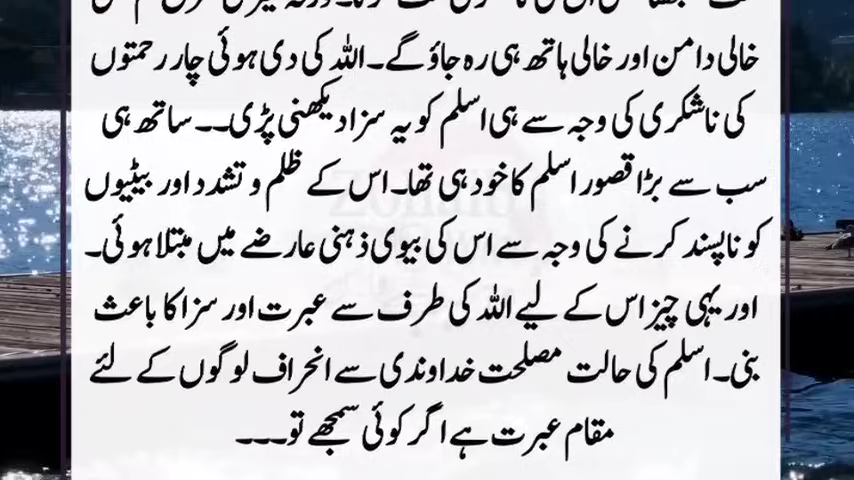 خالی دامن اور خالی ہاتھ ہی رہ جاؤ گے۔ اللہ کی دی ہوئی چار رحمتوں
کی ناشکری کی وجہ سے ہی اسلم کو یہ سزا دیکھنی پڑی۔۔ ساتھ ہی
سب سے بڑا قصور اسلم کا خود ہی تھا۔ اس کے ظلم و تشدد اور بیٹیوں
کو ناپسند کرنے کی وجہ سے اس کی بیوی ذہنی عارضے میں مبتلا ہوئی۔
اور یہی چیز اس کے لیے اللہ کی طرف سے عبرت اور سزا کا باعث
بنی۔ اسلم کی حالت مصلحت خداوندی سے انحراف لوگوں کے لئے
مقام عبرت ہے اگر کوئی سمجھے تو۔۔۔